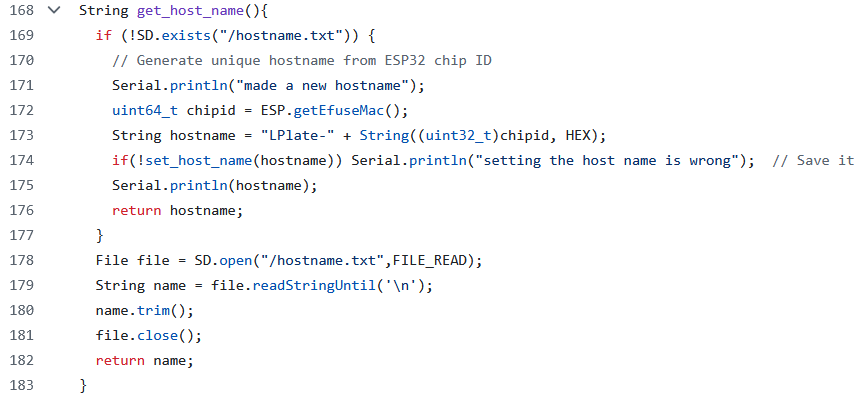 168 String get_host_name(){
169 if (!SD.exists("/hostname.txt")) {
170 // Generate unique hostname from ESP32 chip ID
171 Serial.println("made a new hostname");
172 uint64_t chipid = ESP.getEfuseMac();
173 String hostname = "LPlate-" + String((uint32_t)chipid, HEX);
174 if(!set_host_name(hostname)) Serial.println("setting the host name is wrong");  // Save it
175 Serial.println(hostname);
176 return hostname;
177 }
178 File file = SD.open("/hostname.txt",FILE_READ);
179 String name = file.readStringUntil('\n');
180 name.trim();
181 file.close();
182 return name;
183 }